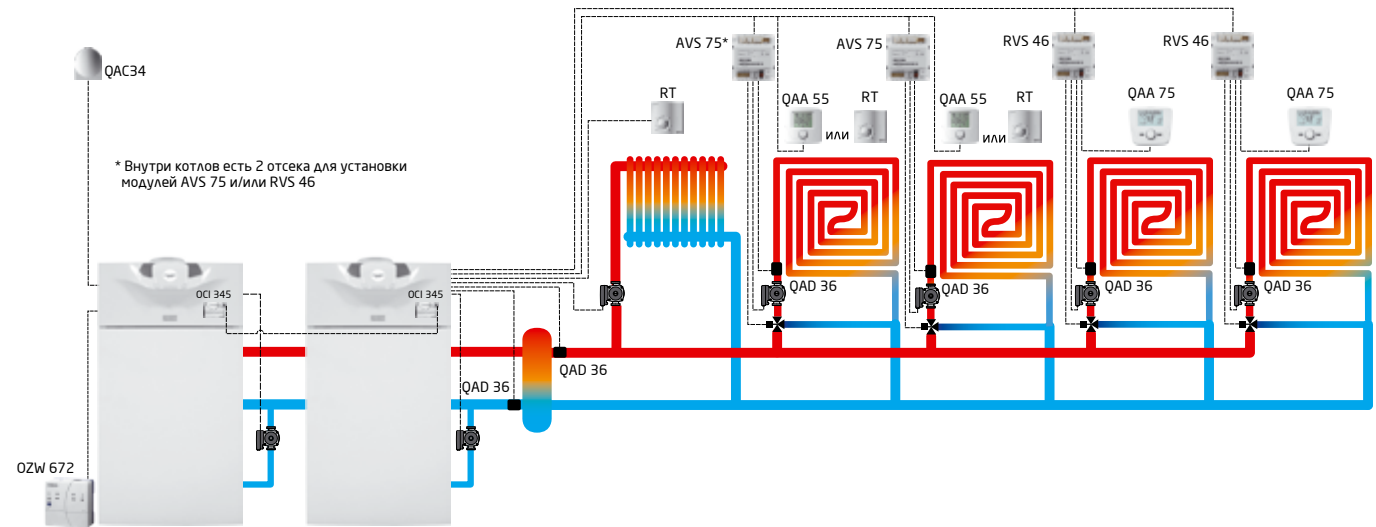 AVS 75*
AVS 75
RVS 46
RVS 46
QAC34
RT
QAA 55
RT
QAA 55
RT
QAA 75
QAA 75
или
или
* Внутри котлов есть 2 отсека для установки
модулей AVS 75 и/или RVS 46
OCI 345
OCI 345
QAD 36
QAD 36
QAD 36
QAD 36
QAD 36
QAD 36
OZW 672